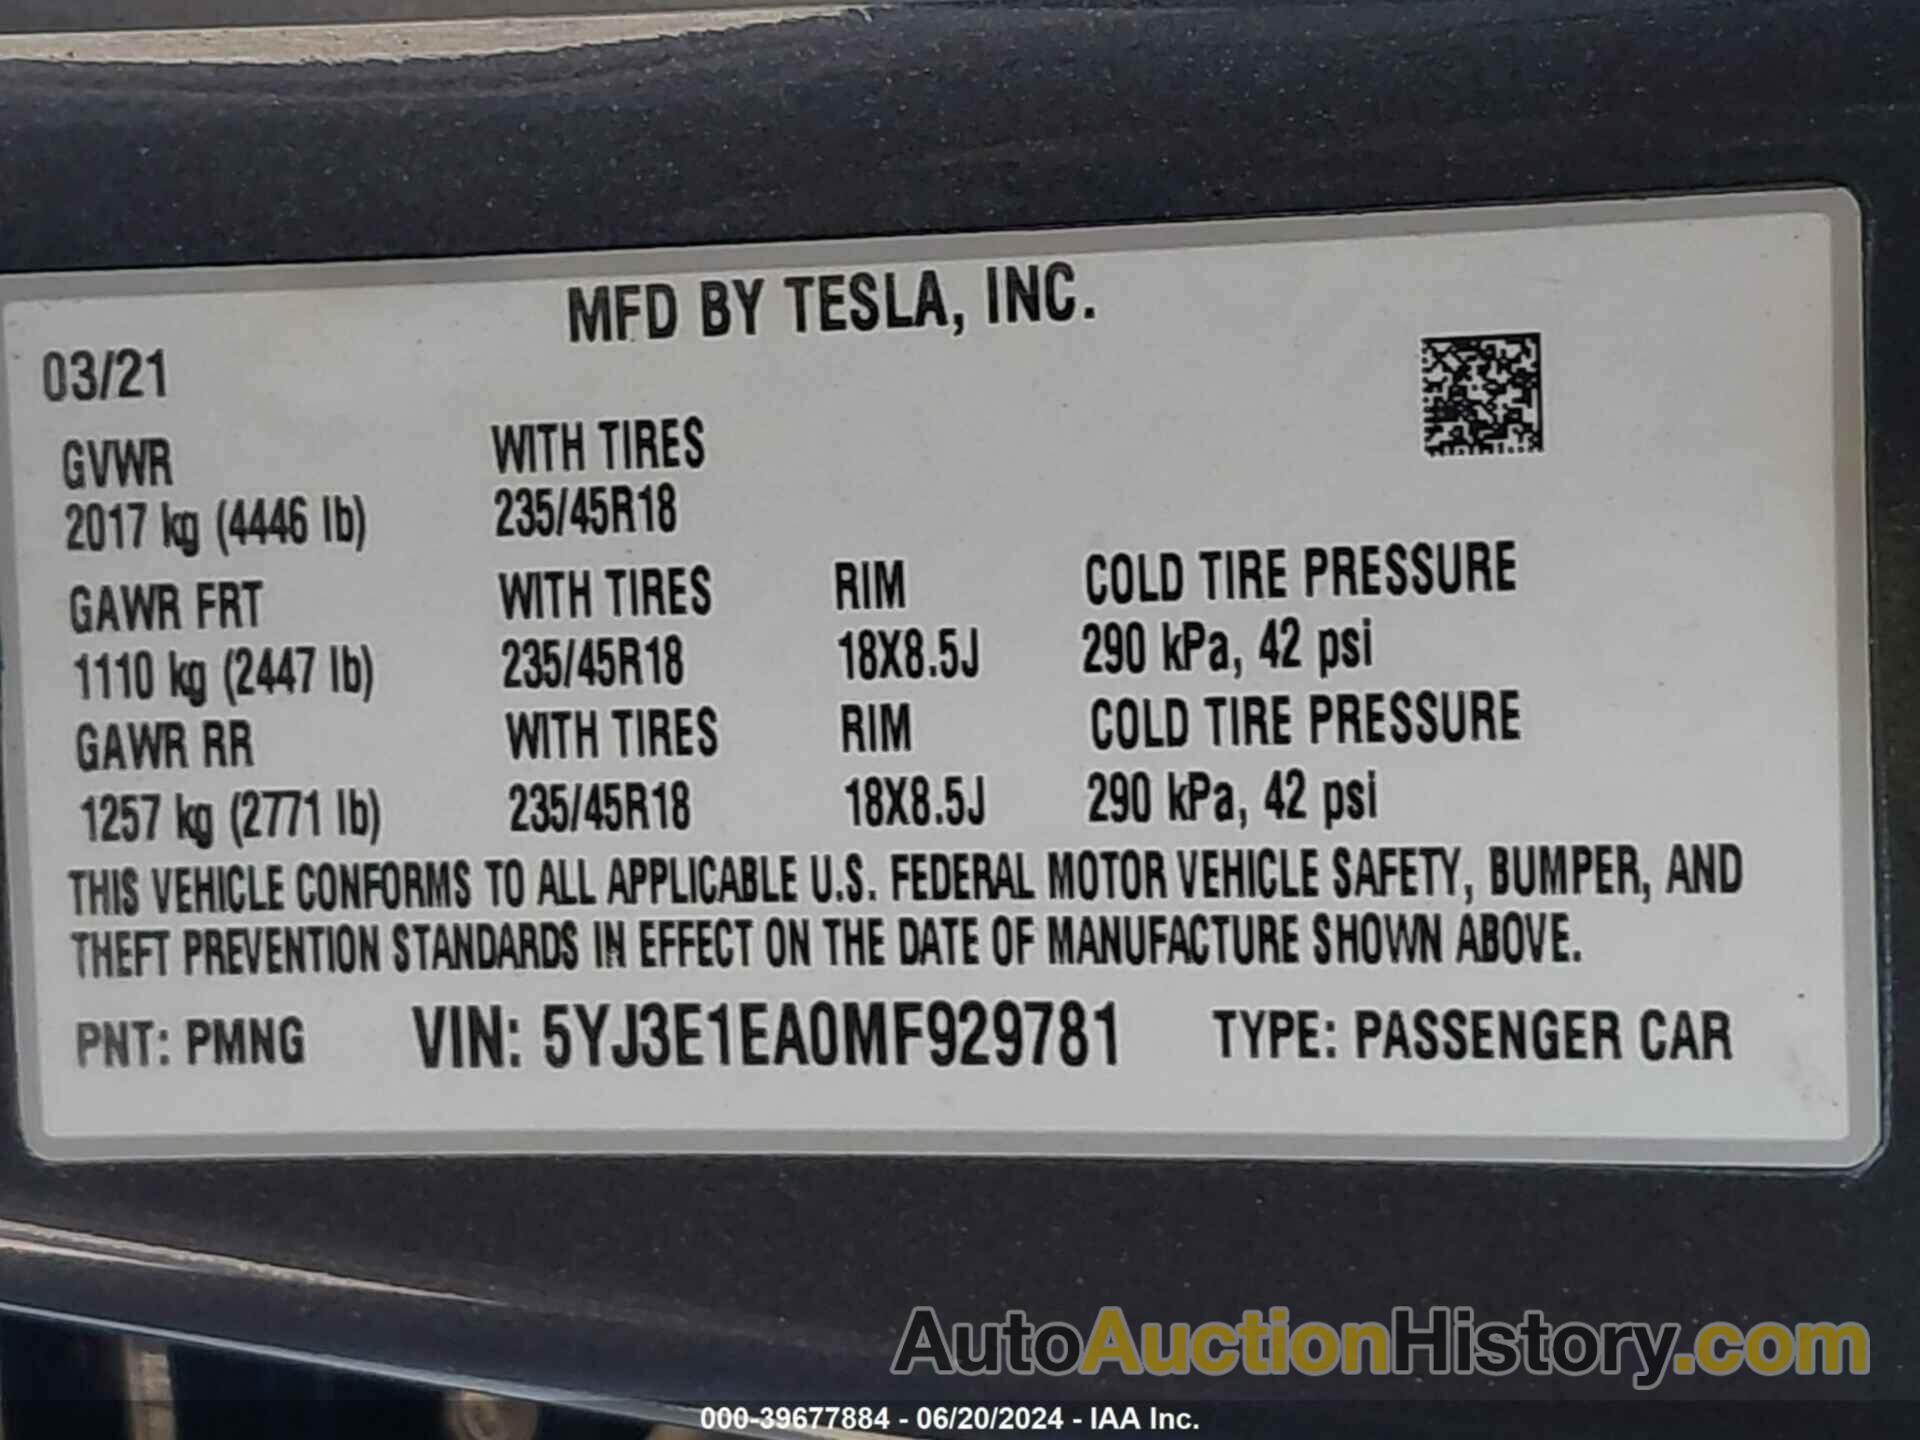 MFD BY TESLA, INC.
03/21
GVWR WITH TIRES
2017 kg (4446 lb) 235/45R18
GAWR FRT WITH TIRES RIM COLD TIRE PRESSURE
1110 kg (2447 lb) 235/45R18 18X8.5J 290 kPa, 42 psi
GAWR RR WITH TIRES RIM COLD TIRE PRESSURE
1257 kg (2771 lb) 235/45R18 18X8.5J 290 kPa, 42 psi
THIS VEHICLE CONFORMS TO ALL APPLICABLE U.S. FEDERAL MOTOR VEHICLE SAFETY, BUMPER, AND
THEFT PREVENTION STANDARDS IN EFFECT ON THE DATE OF MANUFACTURE SHOWN ABOVE.
PNT: PMNG VIN: 5YJ3E1EA0MF929781 TYPE: PASSENGER CAR
AutoAuctionHistory.com
000-39677884 - 06/20/2024 - IAA Inc.